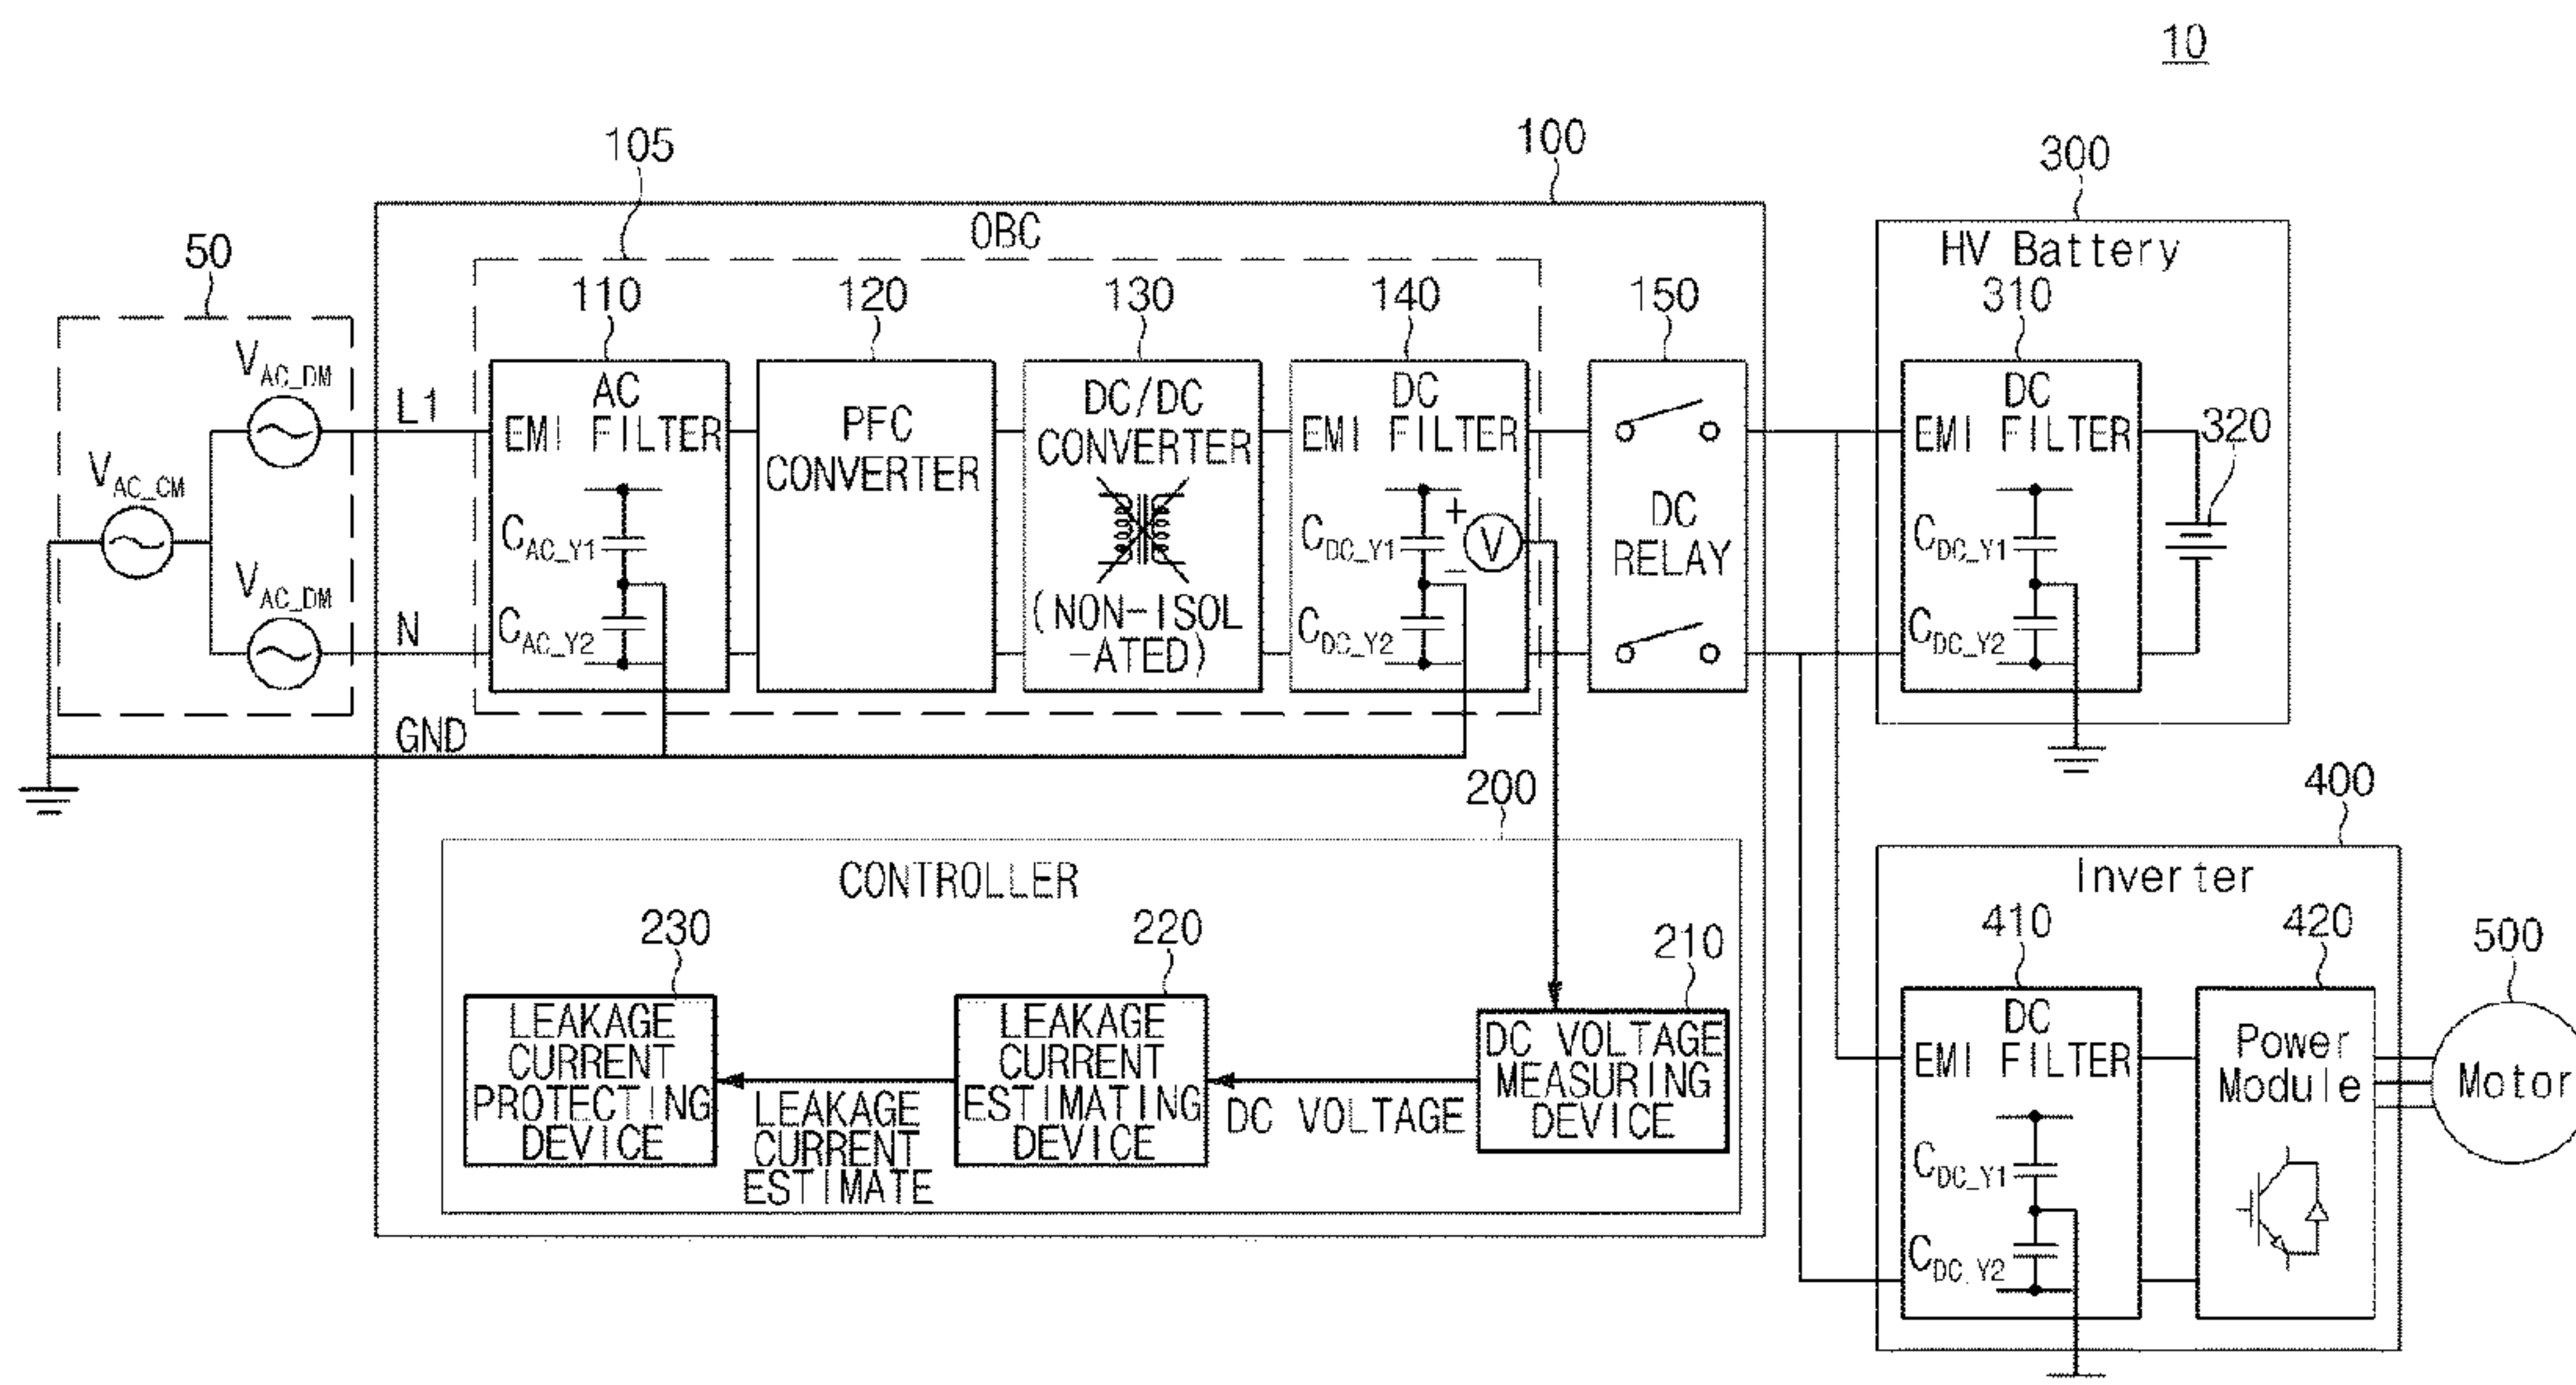 10
105
100
300
OBC
HV Battery
50
110
120
130
140
150
310
V_AC_DM
L1
AC
EMI FILTER
PFC
CONVERTER
DC/DC
CONVERTER
DC
EMI FILTER
DC
EMI FILTER
320
V_AC_CM
C_AC_Y1
C_DC_Y1
+
V
-
DC
RELAY
C_DC_Y1
V_AC_DM
N
C_AC_Y2
(NON-ISOL
-ATED)
C_DC_Y2
C_DC_Y2
GND
200
400
CONTROLLER
Inverter
230
220
210
410
420
500
LEAKAGE
CURRENT
PROTECTING
DEVICE
LEAKAGE
CURRENT
ESTIMATE
LEAKAGE
CURRENT
ESTIMATING
DEVICE
DC VOLTAGE
DC VOLTAGE
MEASURING
DEVICE
DC
EMI FILTER
Power
Module
Motor
C_DC_Y1
C_DC_Y2